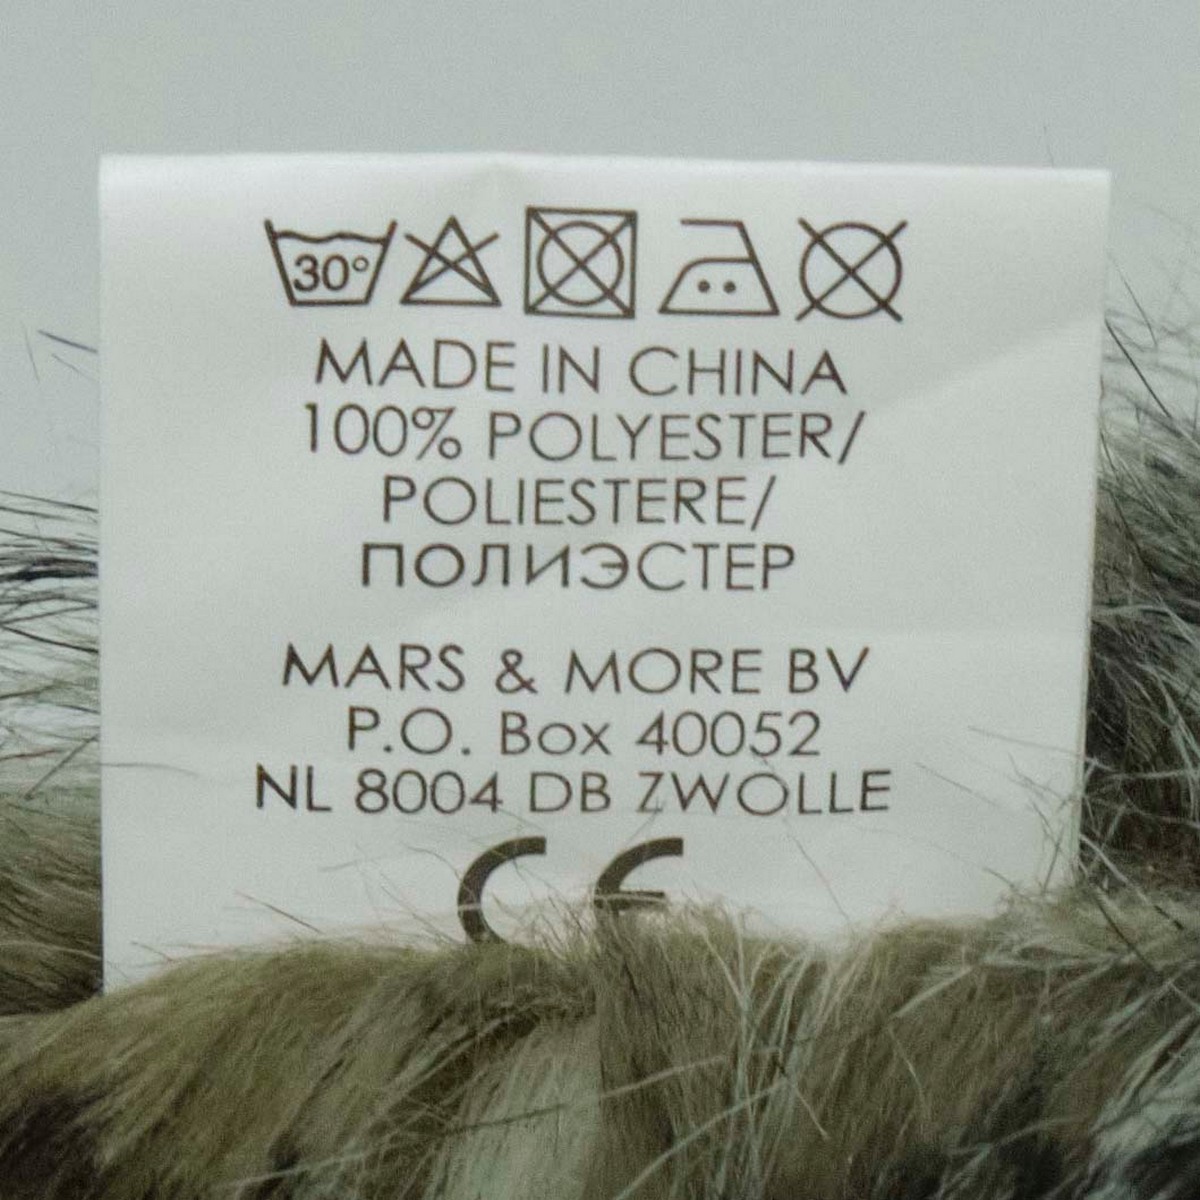 30°
MADE IN CHINA
100% POLYESTER/
POLIESTERE/
ПОЛИЭСТЕР
MARS & MORE BV
P.O. Box 40052
NL 8004 DB ZWOLLE
CE